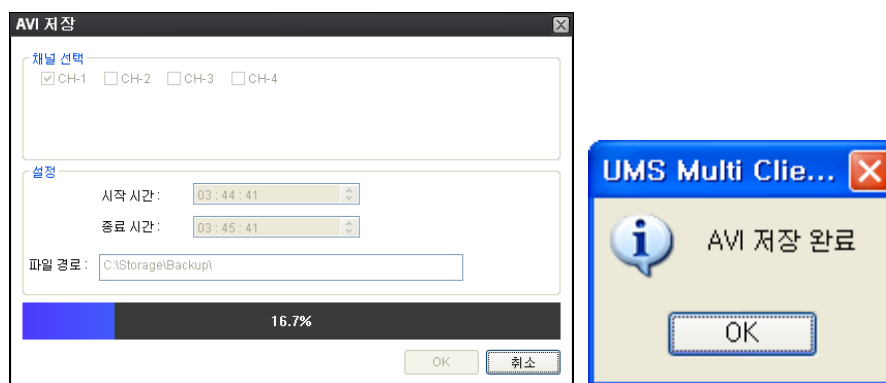 AVI 저장
채널 선택
CH-1 CH-2 CH-3 CH-4
설정
시작 시간 : 03 : 44 : 41
종료 시간 : 03 : 45 : 41
파일 경로 : C:\Storage\Backup\
16.7%
OK 취소
UMS Multi Clie...
AVI 저장 완료
OK